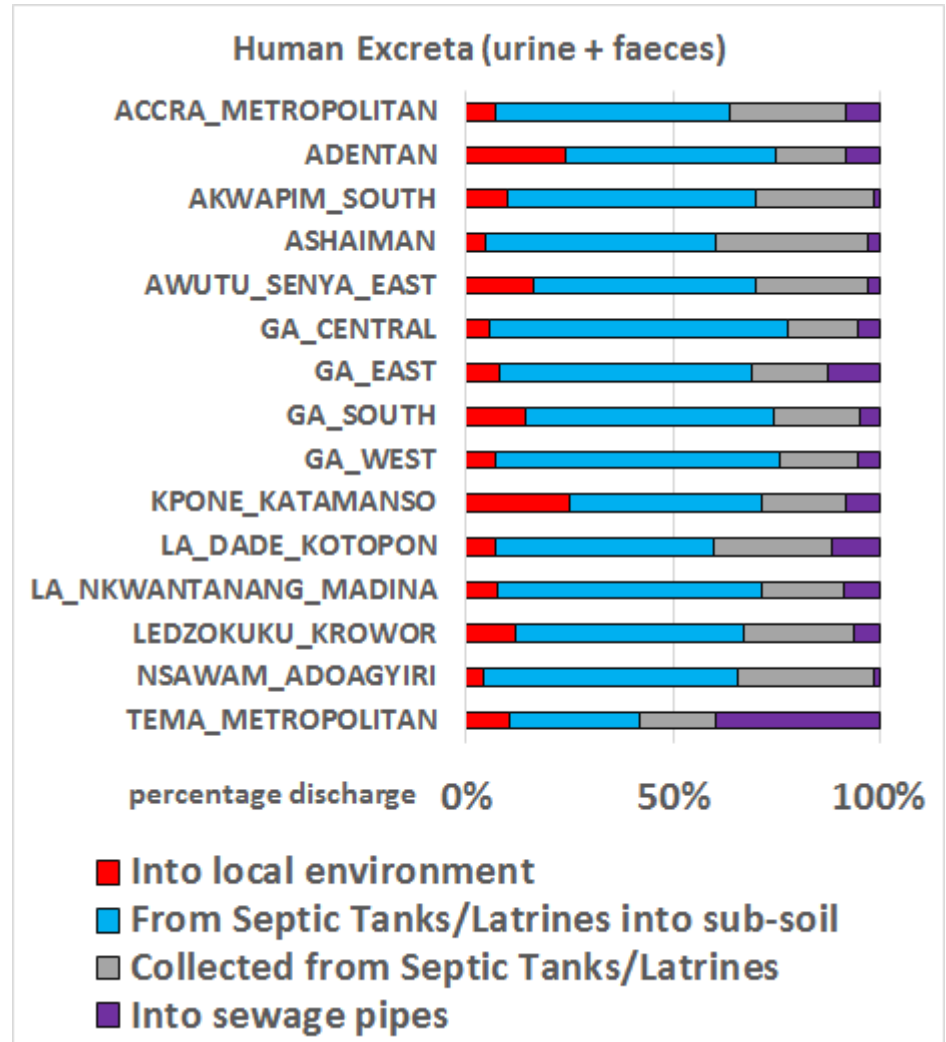 Human Excreta (urine + faeces)
ACCRA_METROPOLITAN
ADENTAN
AKWAPIM_SOUTH
ASHAIMAN
AWUTU_SENYA_EAST
GA_CENTRAL
GA_EAST
GA_SOUTH
GA_WEST
KPONE_KATAMANSO
LA_DADE_KOTOPON
LA_NKWANTANANG_MADINA
LEDZOKUKU_KROWOR
NSAWAM_ADOAGYIRI
TEMA_METROPOLITAN
percentage discharge 0% 50% 100%
Into local environment
From Septic Tanks/Latrines into sub-soil
Collected from Septic Tanks/Latrines
Into sewage pipes